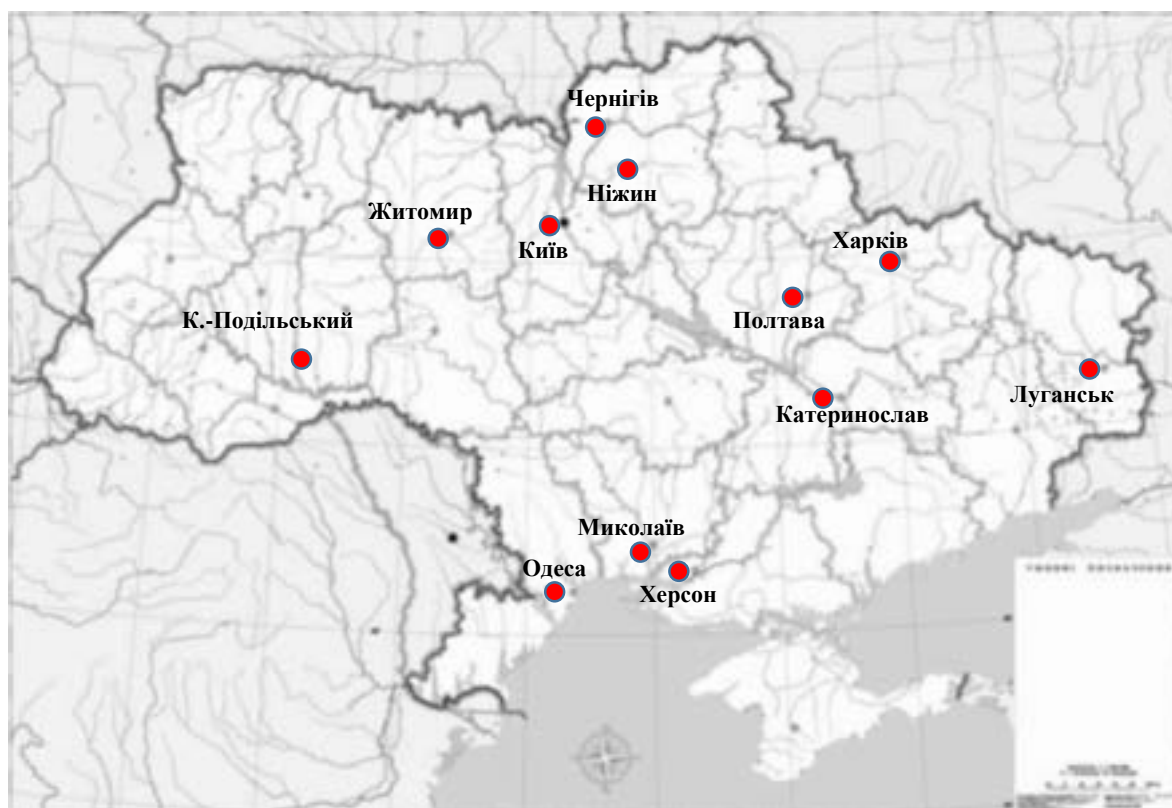 Чернігів
Ніжин
Житомир
Київ
Харків
К.-Подільський
Полтава
Луганськ
Катеринослав
Миколаїв
Одеса
Херсон